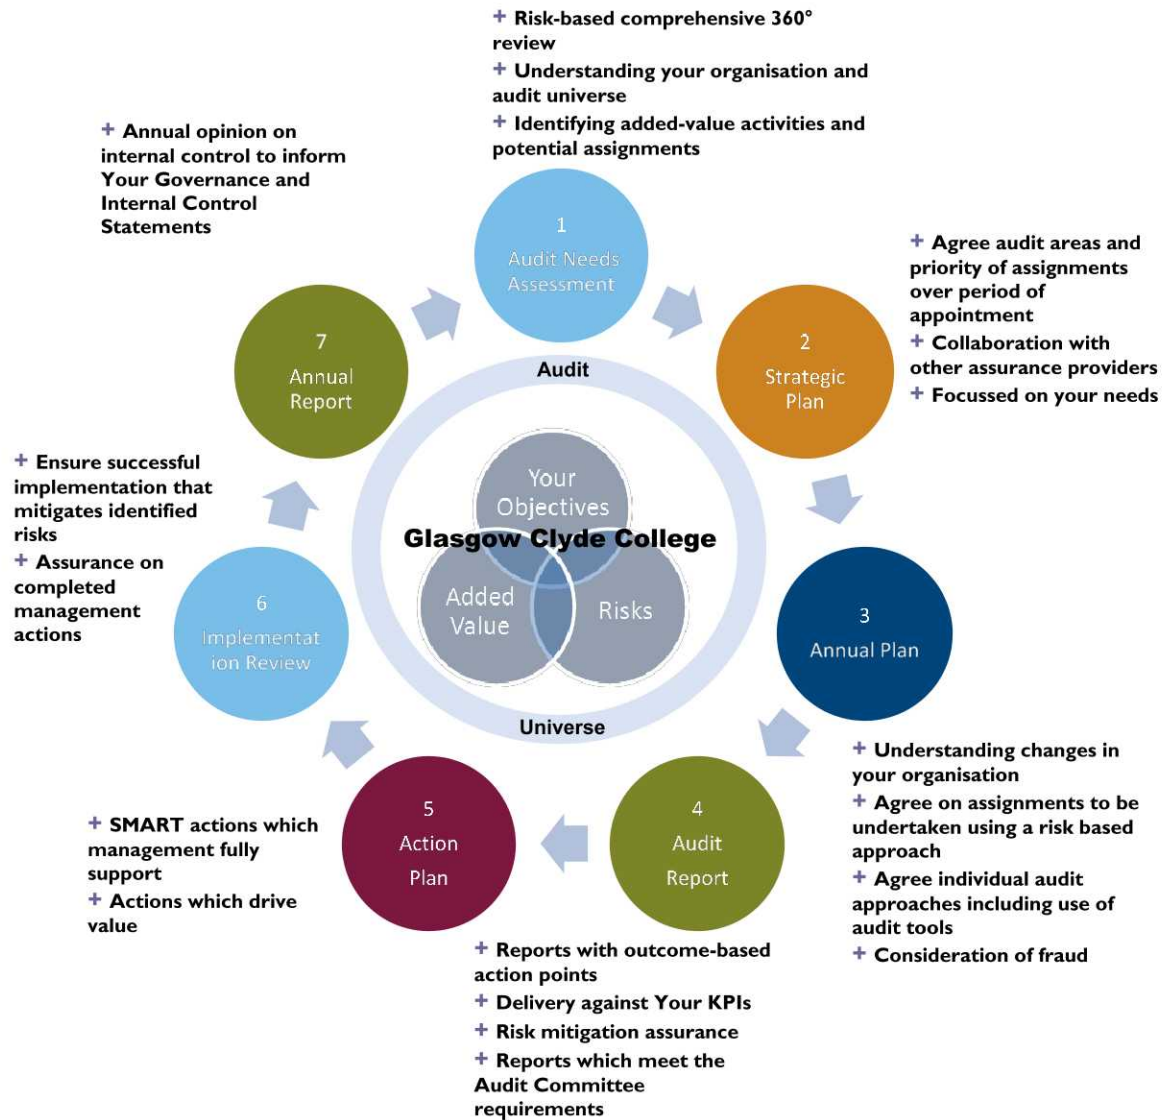 + Risk-based comprehensive 360°
review
+ Understanding your organisation and
audit universe
+ Identifying added-value activities and
potential assignments
1
Audit Needs
Assessment
+ Agree audit areas and
priority of assignments
over period of
appointment
+ Collaboration with
other assurance providers
+ Focussed on your needs
2
Strategic
Plan
3
Annual Plan
+ Understanding changes in
your organisation
+ Agree on assignments to be
undertaken using a risk based
approach
+ Agree individual audit
approaches including use of
audit tools
+ Consideration of fraud
4
Audit
Report
+ Reports with outcome-based
action points
+ Delivery against Your KPIs
+ Risk mitigation assurance
+ Reports which meet the
Audit Committee
requirements
5
Action
Plan
+ SMART actions which
management fully
support
+ Actions which drive
value
6
Implementat
ion Review
+ Ensure successful
implementation that
mitigates identified
risks
+ Assurance on
completed
management
actions
7
Annual
Report
+ Annual opinion on
internal control to inform
Your Governance and
Internal Control
Statements
Audit
Your
Objectives
Glasgow Clyde College
Added
Value
Risks
Universe